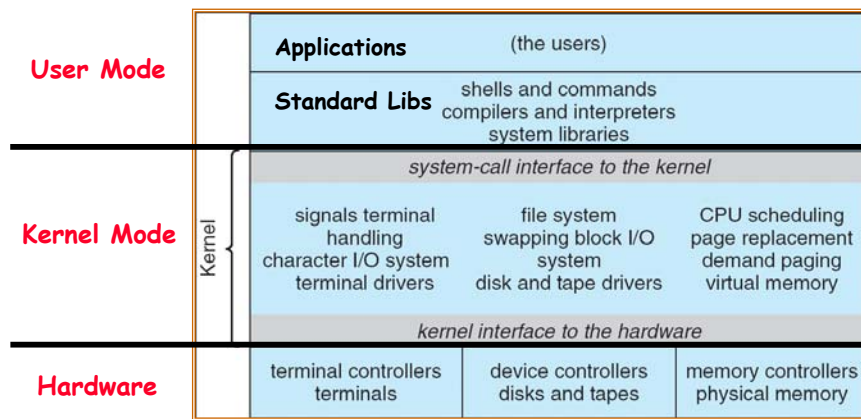 User Mode
Applications
(the users)
Standard Libs
shells and commands
compilers and interpreters
system libraries
Kernel Mode
Kernel
system-call interface to the kernel
signals terminal
handling
character I/O system
terminal drivers
file system
swapping block I/O
system
disk and tape drivers
CPU scheduling
page replacement
demand paging
virtual memory
kernel interface to the hardware
Hardware
terminal controllers
terminals
device controllers
disks and tapes
memory controllers
physical memory